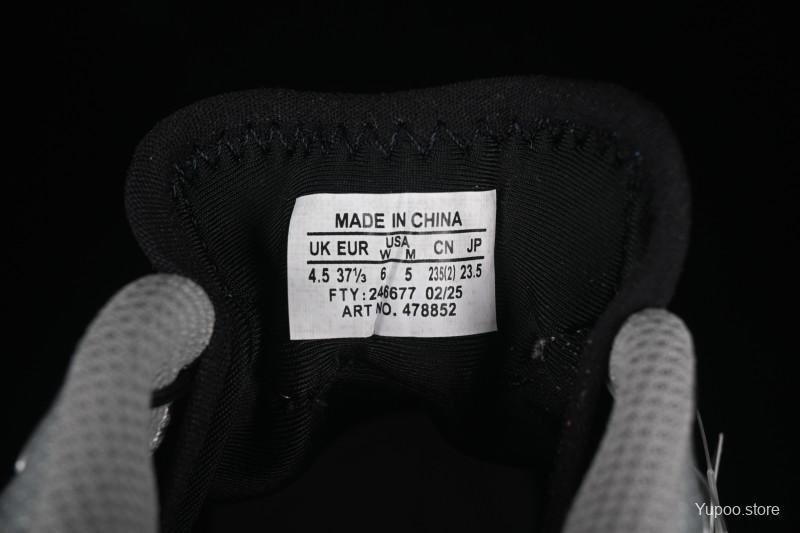 MADE IN CHINA
UK EUR USA W M CN JP
4.5 37⅓ 6 5 235(2) 23.5
FTY: 246677 02/25
ART NO. 478852
Yupoo.store